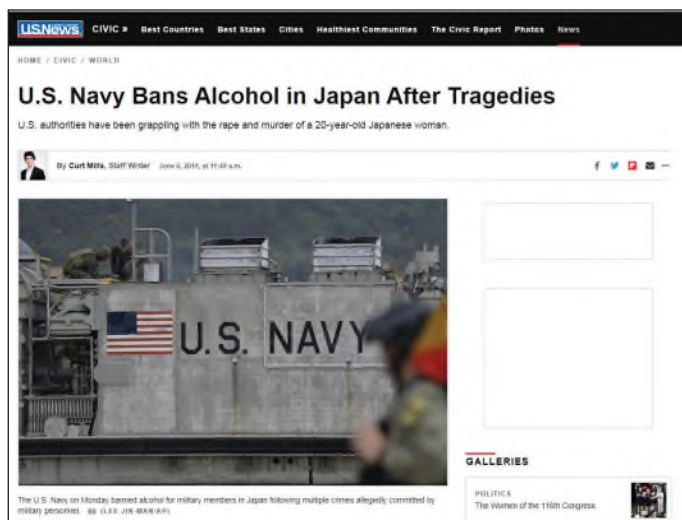 U.S.News CIVIC » Best Countries Best States Cities Healthiest Communities The Civic Report Photos News
HOME / CIVIC / WORLD
U.S. Navy Bans Alcohol in Japan After Tragedies
U.S. authorities have been grappling with the rape and murder of a 20-year-old Japanese woman.
By Curt Mills, Staff Writer June 6, 2016, at 11:48 a.m.
U.S. NAVY
GALLERIES
POLITICS
The Women of the 116th Congress
The U.S. Navy on Monday banned alcohol for military members in Japan following multiple crimes allegedly committed by
military personnel. (LEE JIN-MAN/AP)